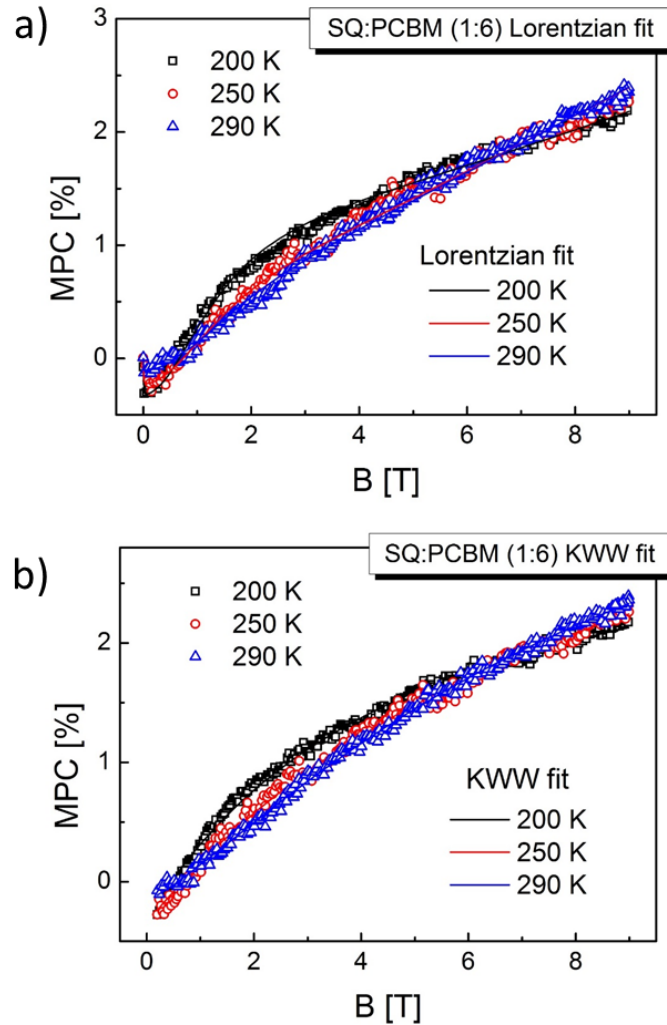 a)
SQ:PCBM (1:6) Lorentzian fit
3
2
1
0
MPC [%]
200 K
250 K
290 K
Lorentzian fit
200 K
250 K
290 K
0 2 4 6 8
B [T]
b)
SQ:PCBM (1:6) KWW fit
2
1
0
MPC [%]
200 K
250 K
290 K
KWW fit
200 K
250 K
290 K
0 2 4 6 8
B [T]